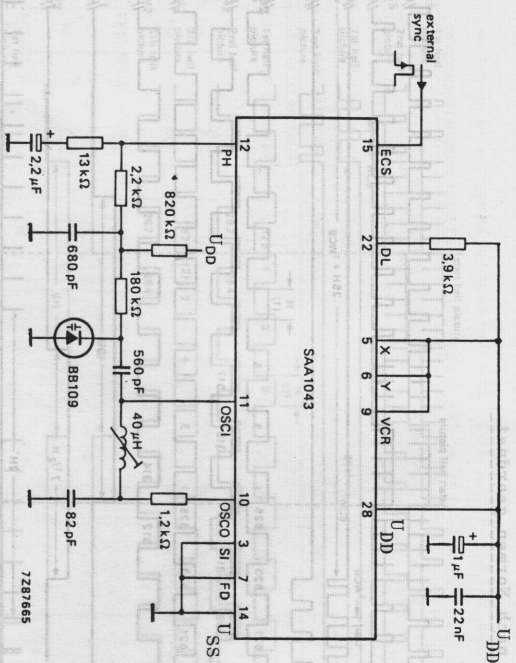 UDD
+
1 µF
22 nF
3,9 kΩ
UDD
22
5
6
9
28
DL
X
Y
VCR
external
sync
15
ECS
SAA1043
12
11
10
3
7
14
PH
OSCI
OSCO
SI
FD
USS
UDD
820 kΩ
40 µH
1,2 kΩ
2,2 kΩ
180 kΩ
560 pF
13 kΩ
+
2,2 µF
680 pF
BB109
82 pF
7Z87665